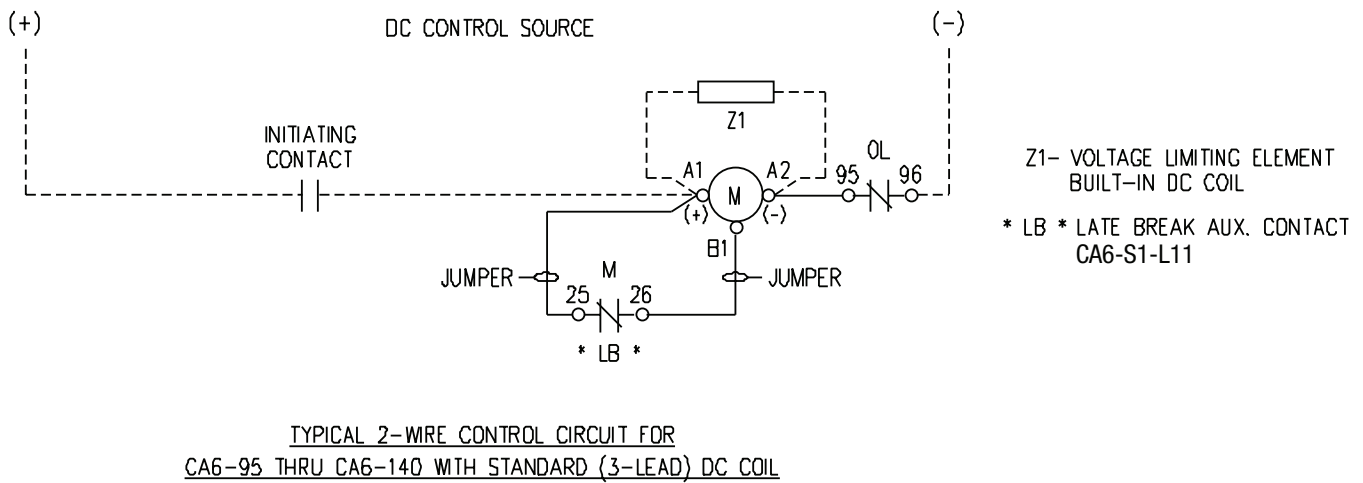 (+)
DC CONTROL SOURCE
(-)
Z1
INITIATING
CONTACT
A1
M
A2
(+)
(-)
OL
95
96
B1
Z1- VOLTAGE LIMITING ELEMENT
BUILT-IN DC COIL
* LB * LATE BREAK AUX. CONTACT
CA6-S1-L11
JUMPER
M
JUMPER
25
26
* LB *
TYPICAL 2-WIRE CONTROL CIRCUIT FOR
CA6-95 THRU CA6-140 WITH STANDARD (3-LEAD) DC COIL